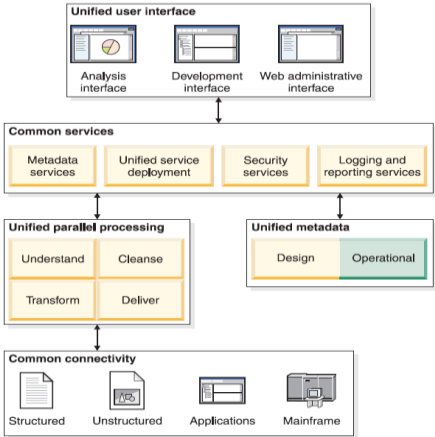 Unified user interface
Analysis
interface
Development
interface
Web administrative
interface
Common services
Metadata
services
Unified service
deployment
Security
services
Logging and
reporting services
Unified parallel processing
Understand
Cleanse
Transform
Deliver
Unified metadata
Design
Operational
Common connectivity
Structured
Unstructured
Applications
Mainframe